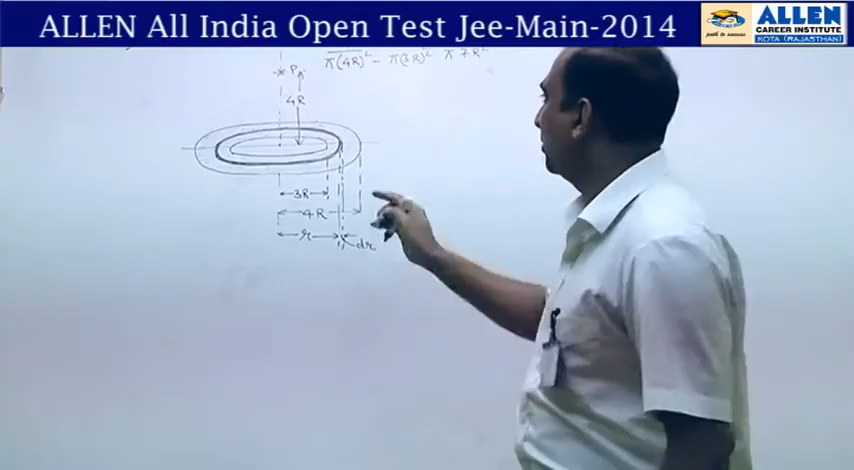 ALLEN All India Open Test Jee-Main-2014
ALLEN
CAREER INSTITUTE
KOTA (RAJASTHAN)
path to success
π(4R)² - π(3R)² π 7R²
P
4R
3R
4R
r
dr